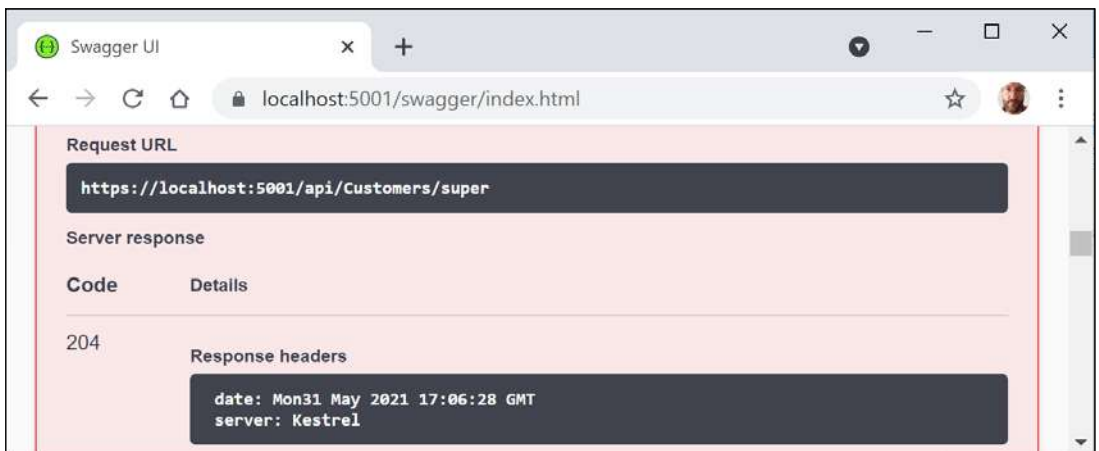 Swagger UI
localhost:5001/swagger/index.html
Request URL
https://localhost:5001/api/Customers/super
Server response
Code Details
204
Response headers
date: Mon31 May 2021 17:06:28 GMT
server: Kestrel